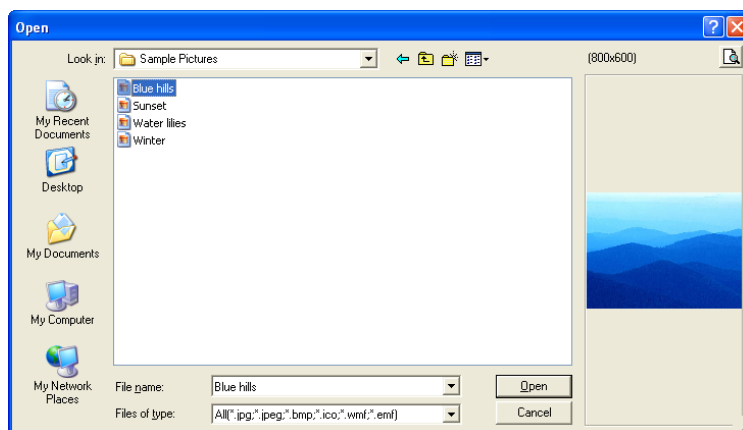 Open
Look in:
Sample Pictures
(800x600)
Blue hills
Sunset
Water lilies
Winter
My Recent
Documents
Desktop
My Documents
My Computer
My Network
Places
File name:
Blue hills
Open
Files of type:
All(*.jpg;*.jpeg;*.bmp;*.ico;*.wmf;*.emf)
Cancel